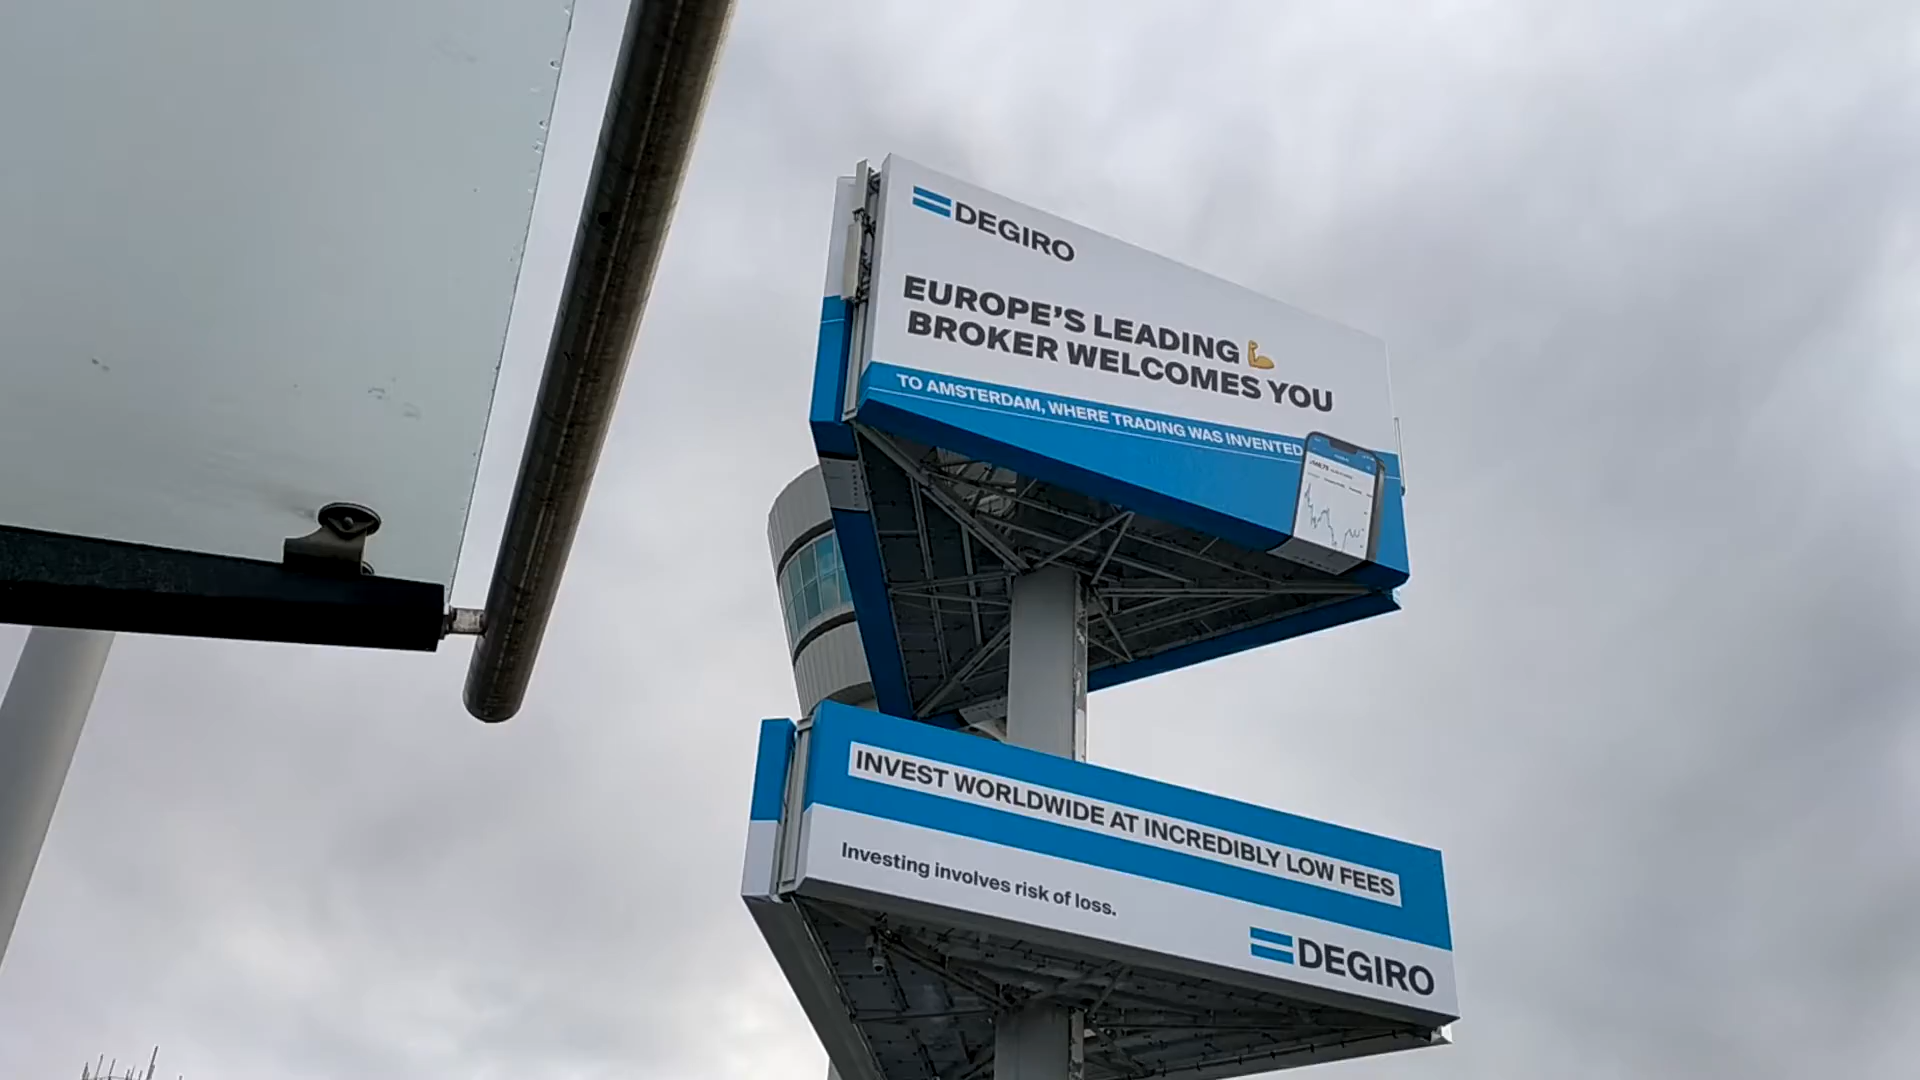 DEGIRO
EUROPE'S LEADING 💪
BROKER WELCOMES YOU
TO AMSTERDAM, WHERE TRADING WAS INVENTED
INVEST WORLDWIDE AT INCREDIBLY LOW FEES
Investing involves risk of loss.
DEGIRO